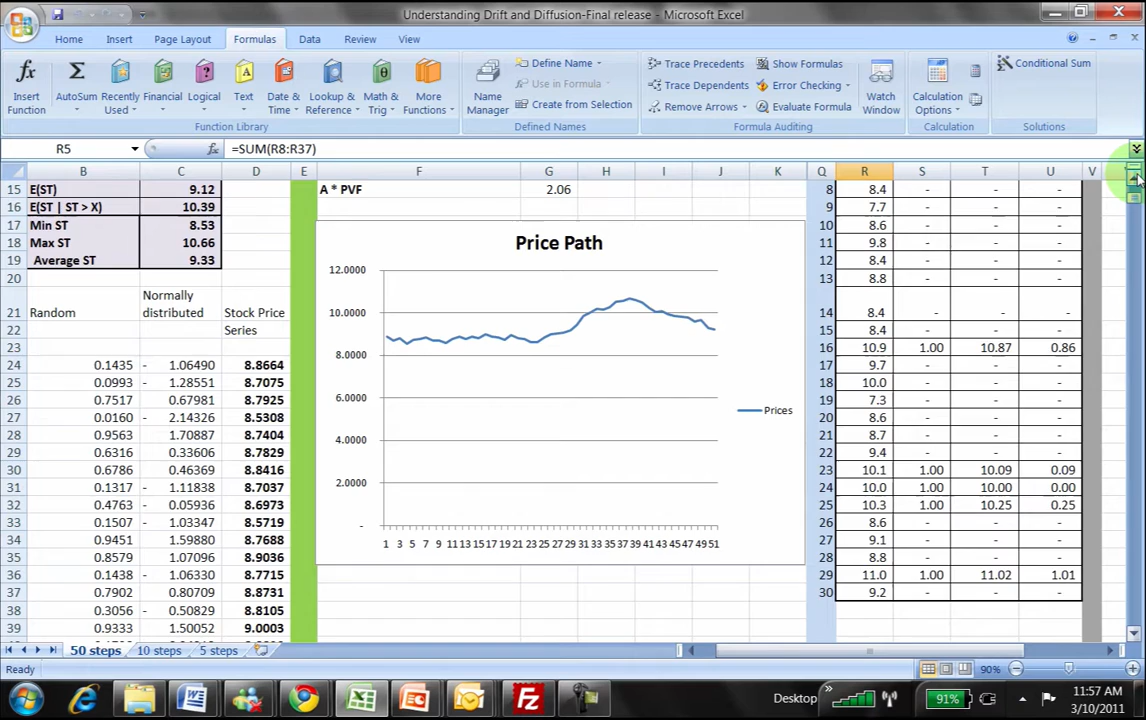 Understanding Drift and Diffusion-Final release - Microsoft Excel
Home Insert Page Layout Formulas Data Review View
Insert Function
AutoSum
Recently Used
Financial
Logical
Text
Date & Time
Lookup & Reference
Math & Trig
More Functions
Function Library
Name Manager
Define Name
Use in Formula
Create from Selection
Defined Names
Trace Precedents
Trace Dependents
Remove Arrows
Show Formulas
Error Checking
Evaluate Formula
Formula Auditing
Watch Window
Calculation Options
Calculation
Conditional Sum
Solutions
R5 fx =SUM(R8:R37)
B C D E F G H I J K Q R S T U V
15 E(ST) 9.12 A * PVF 2.06 8 8.4 - - -
16 E(ST | ST > X) 10.39 9 7.7 - - -
17 Min ST 8.53 10 8.6 - - -
18 Max ST 10.66 11 9.8 - - -
19 Average ST 9.33 12 8.4 - - -
20 13 8.8 - - -
21 Random Normally distributed Stock Price 14 8.4 - - -
22 Series 15 8.4 - - -
23 16 10.9 1.00 10.87 0.86
24 0.1435 - 1.06490 8.8664 17 9.7 - - -
25 0.0993 - 1.28551 8.7075 18 10.0 - - -
26 0.7517 0.67981 8.7925 19 7.3 - - -
27 0.0160 - 2.14326 8.5308 20 8.6 - - -
28 0.9563 1.70887 8.7404 21 8.7 - - -
29 0.6316 0.33606 8.7829 22 9.4 - - -
30 0.6786 0.46369 8.8416 23 10.1 1.00 10.09 0.09
31 0.1317 - 1.11838 8.7037 24 10.0 1.00 10.00 0.00
32 0.4763 - 0.05936 8.6973 25 10.3 1.00 10.25 0.25
33 0.1507 - 1.03347 8.5719 26 8.6 - - -
34 0.9451 1.59880 8.7688 27 9.1 - - -
35 0.8579 1.07096 8.9036 28 8.8 - - -
36 0.1438 - 1.06330 8.7715 29 11.0 1.00 11.02 1.01
37 0.7902 0.80709 8.8731 30 9.2 - - -
38 0.3056 - 0.50829 8.8105
39 0.9333 1.50052 9.0003
Price Path
12.0000
10.0000
8.0000
6.0000
4.0000
2.0000
-
1 3 5 7 9 11 13 15 17 19 21 23 25 27 29 31 33 35 37 39 41 43 45 47 49 51
Prices
50 steps 10 steps 5 steps
Ready 90%
Desktop 91% 11:57 AM
3/10/2011